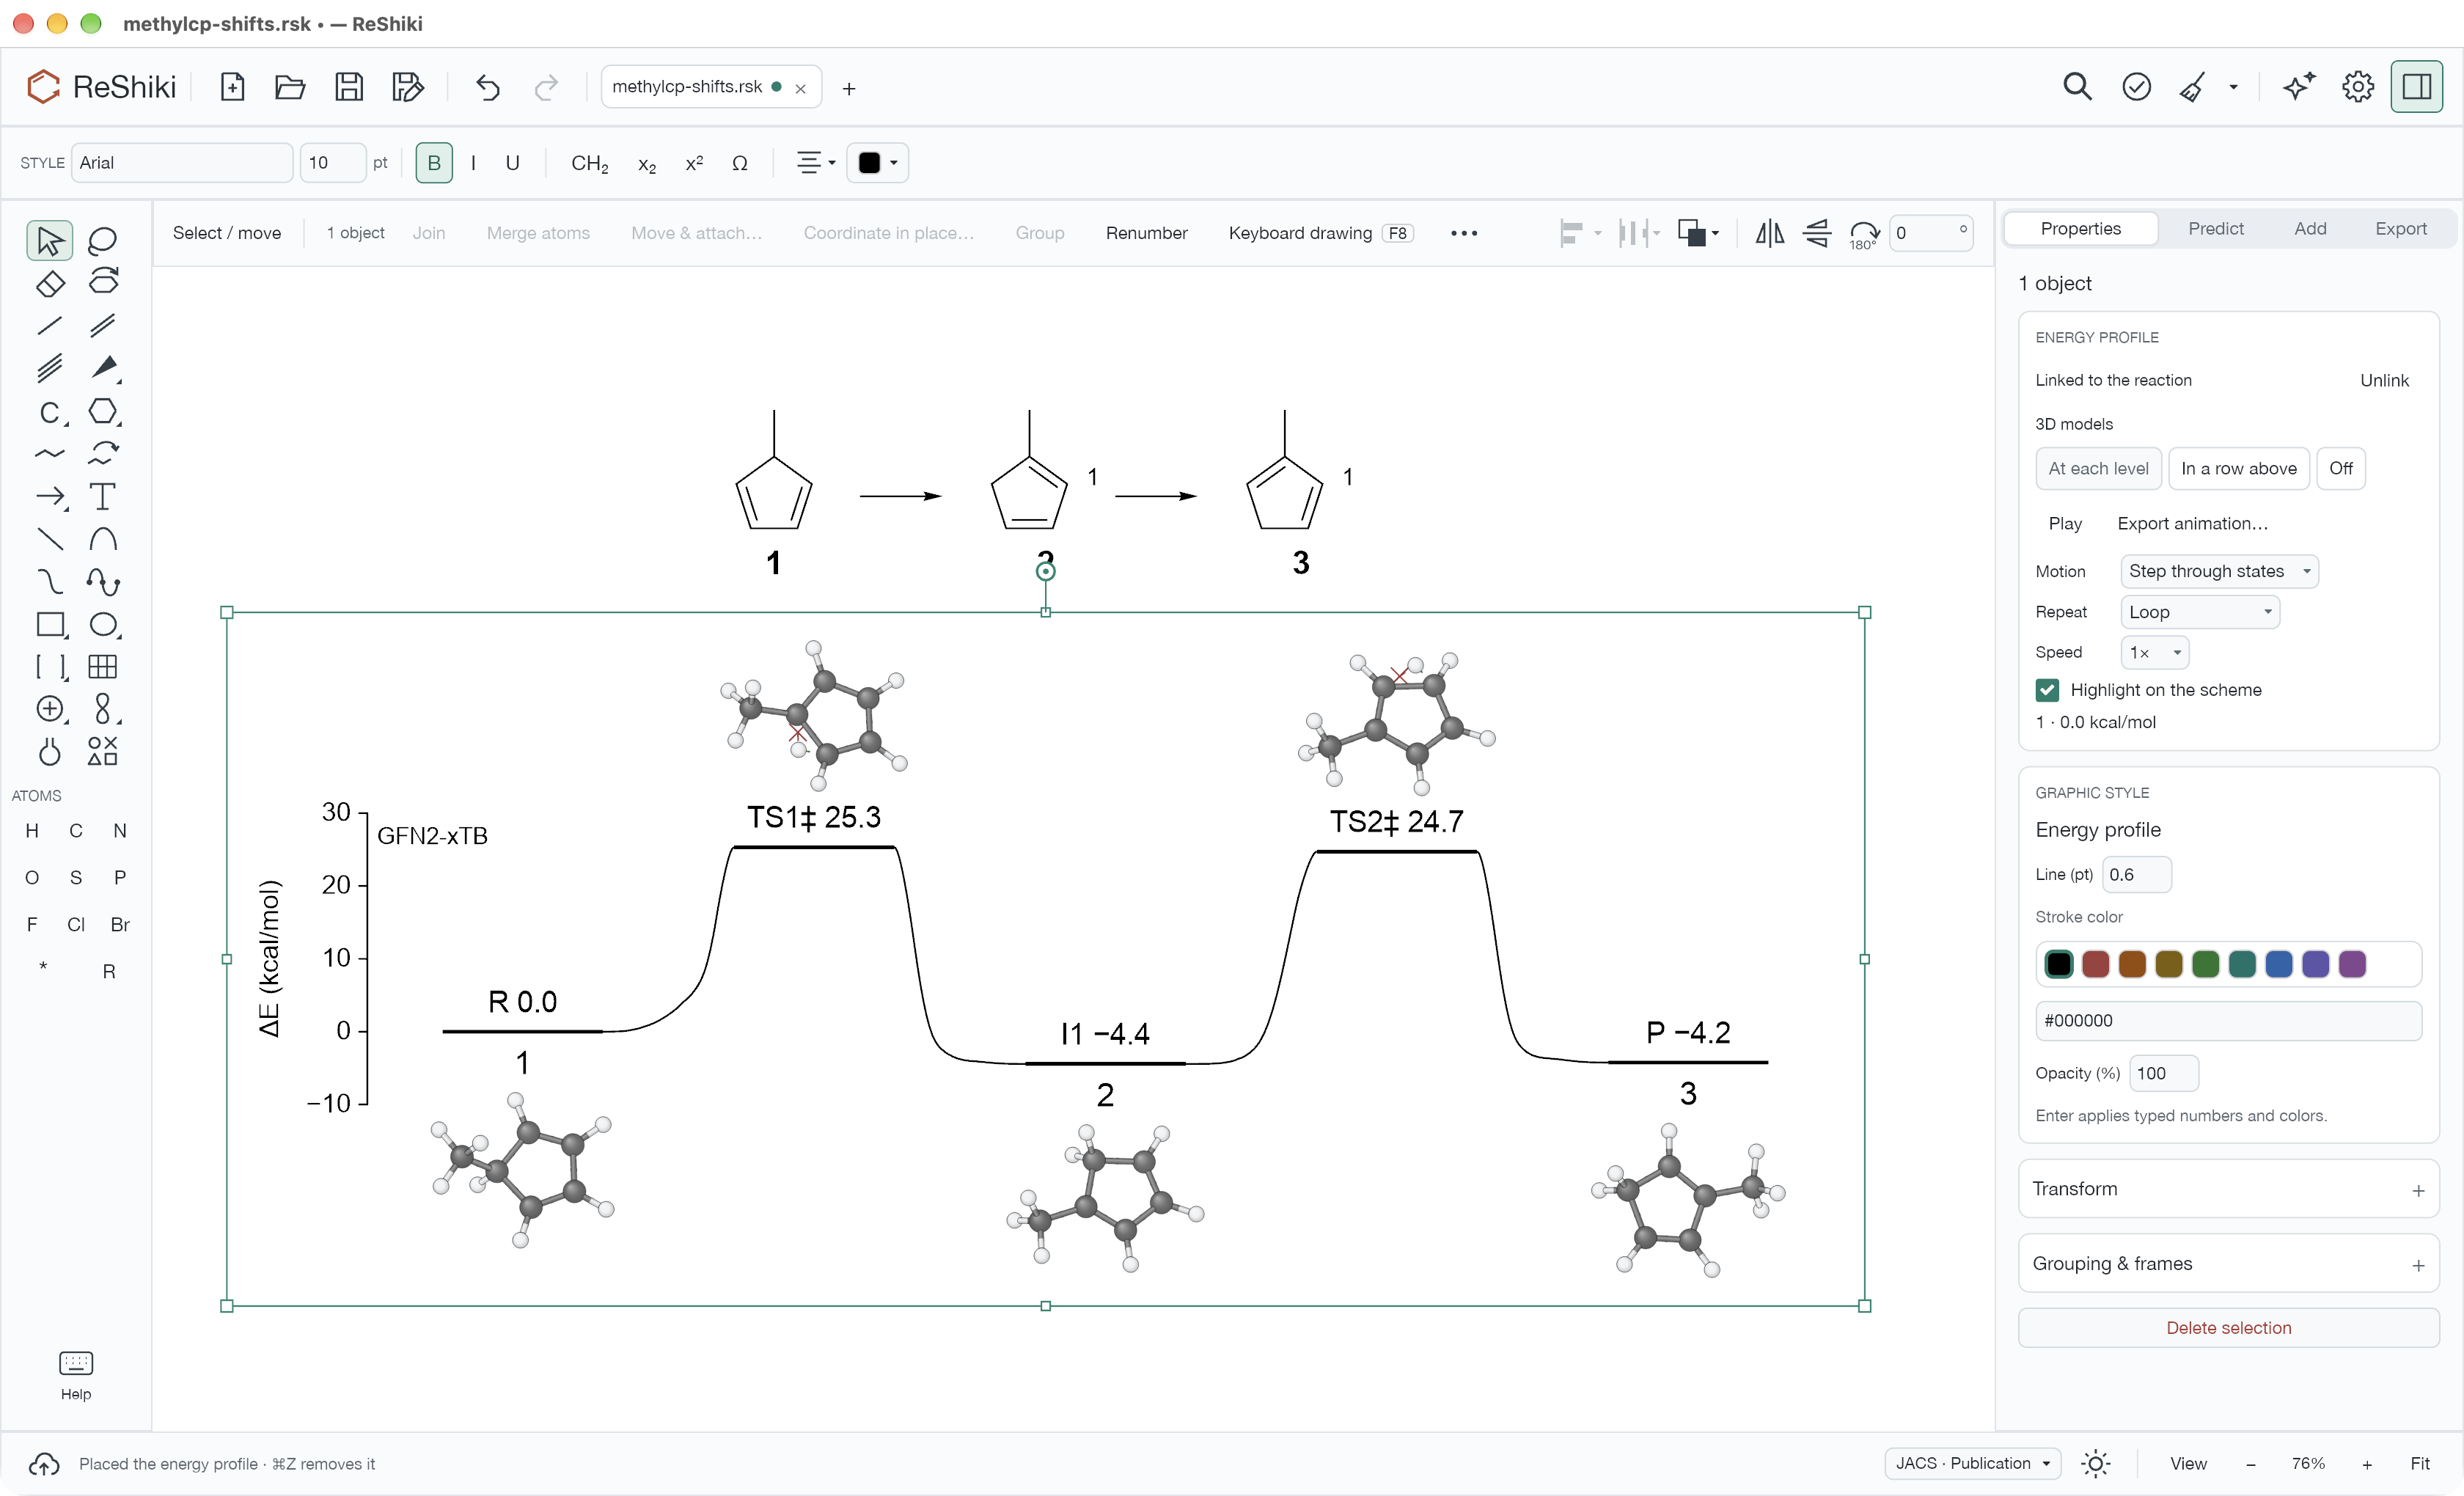 methylcp-shifts.rsk • — ReShiki
ReShiki
methylcp-shifts.rsk ● × +
STYLE Arial 10 pt B I U CH₂ x₂ x² Ω
Select / move 1 object Join Merge atoms Move & attach... Coordinate in place... Group Renumber Keyboard drawing F8 ••• 180° 0 °
C
T
ATOMS
H C N
O S P
F Cl Br
* R
Help
1 1
1 2 3
TS1‡ 25.3 TS2‡ 24.7
30
GFN2-xTB
20
10
0
−10
ΔE (kcal/mol)
R 0.0
1
I1 −4.4
2
P −4.2
3
Properties Predict Add Export
1 object
ENERGY PROFILE
Linked to the reaction Unlink
3D models
At each level In a row above Off
Play Export animation...
Motion Step through states
Repeat Loop
Speed 1×
Highlight on the scheme
1 · 0.0 kcal/mol
GRAPHIC STYLE
Energy profile
Line (pt) 0.6
Stroke color
#000000
Opacity (%) 100
Enter applies typed numbers and colors.
Transform +
Grouping & frames +
Delete selection
Placed the energy profile · ⌘Z removes it
JACS · Publication View − 76% + Fit